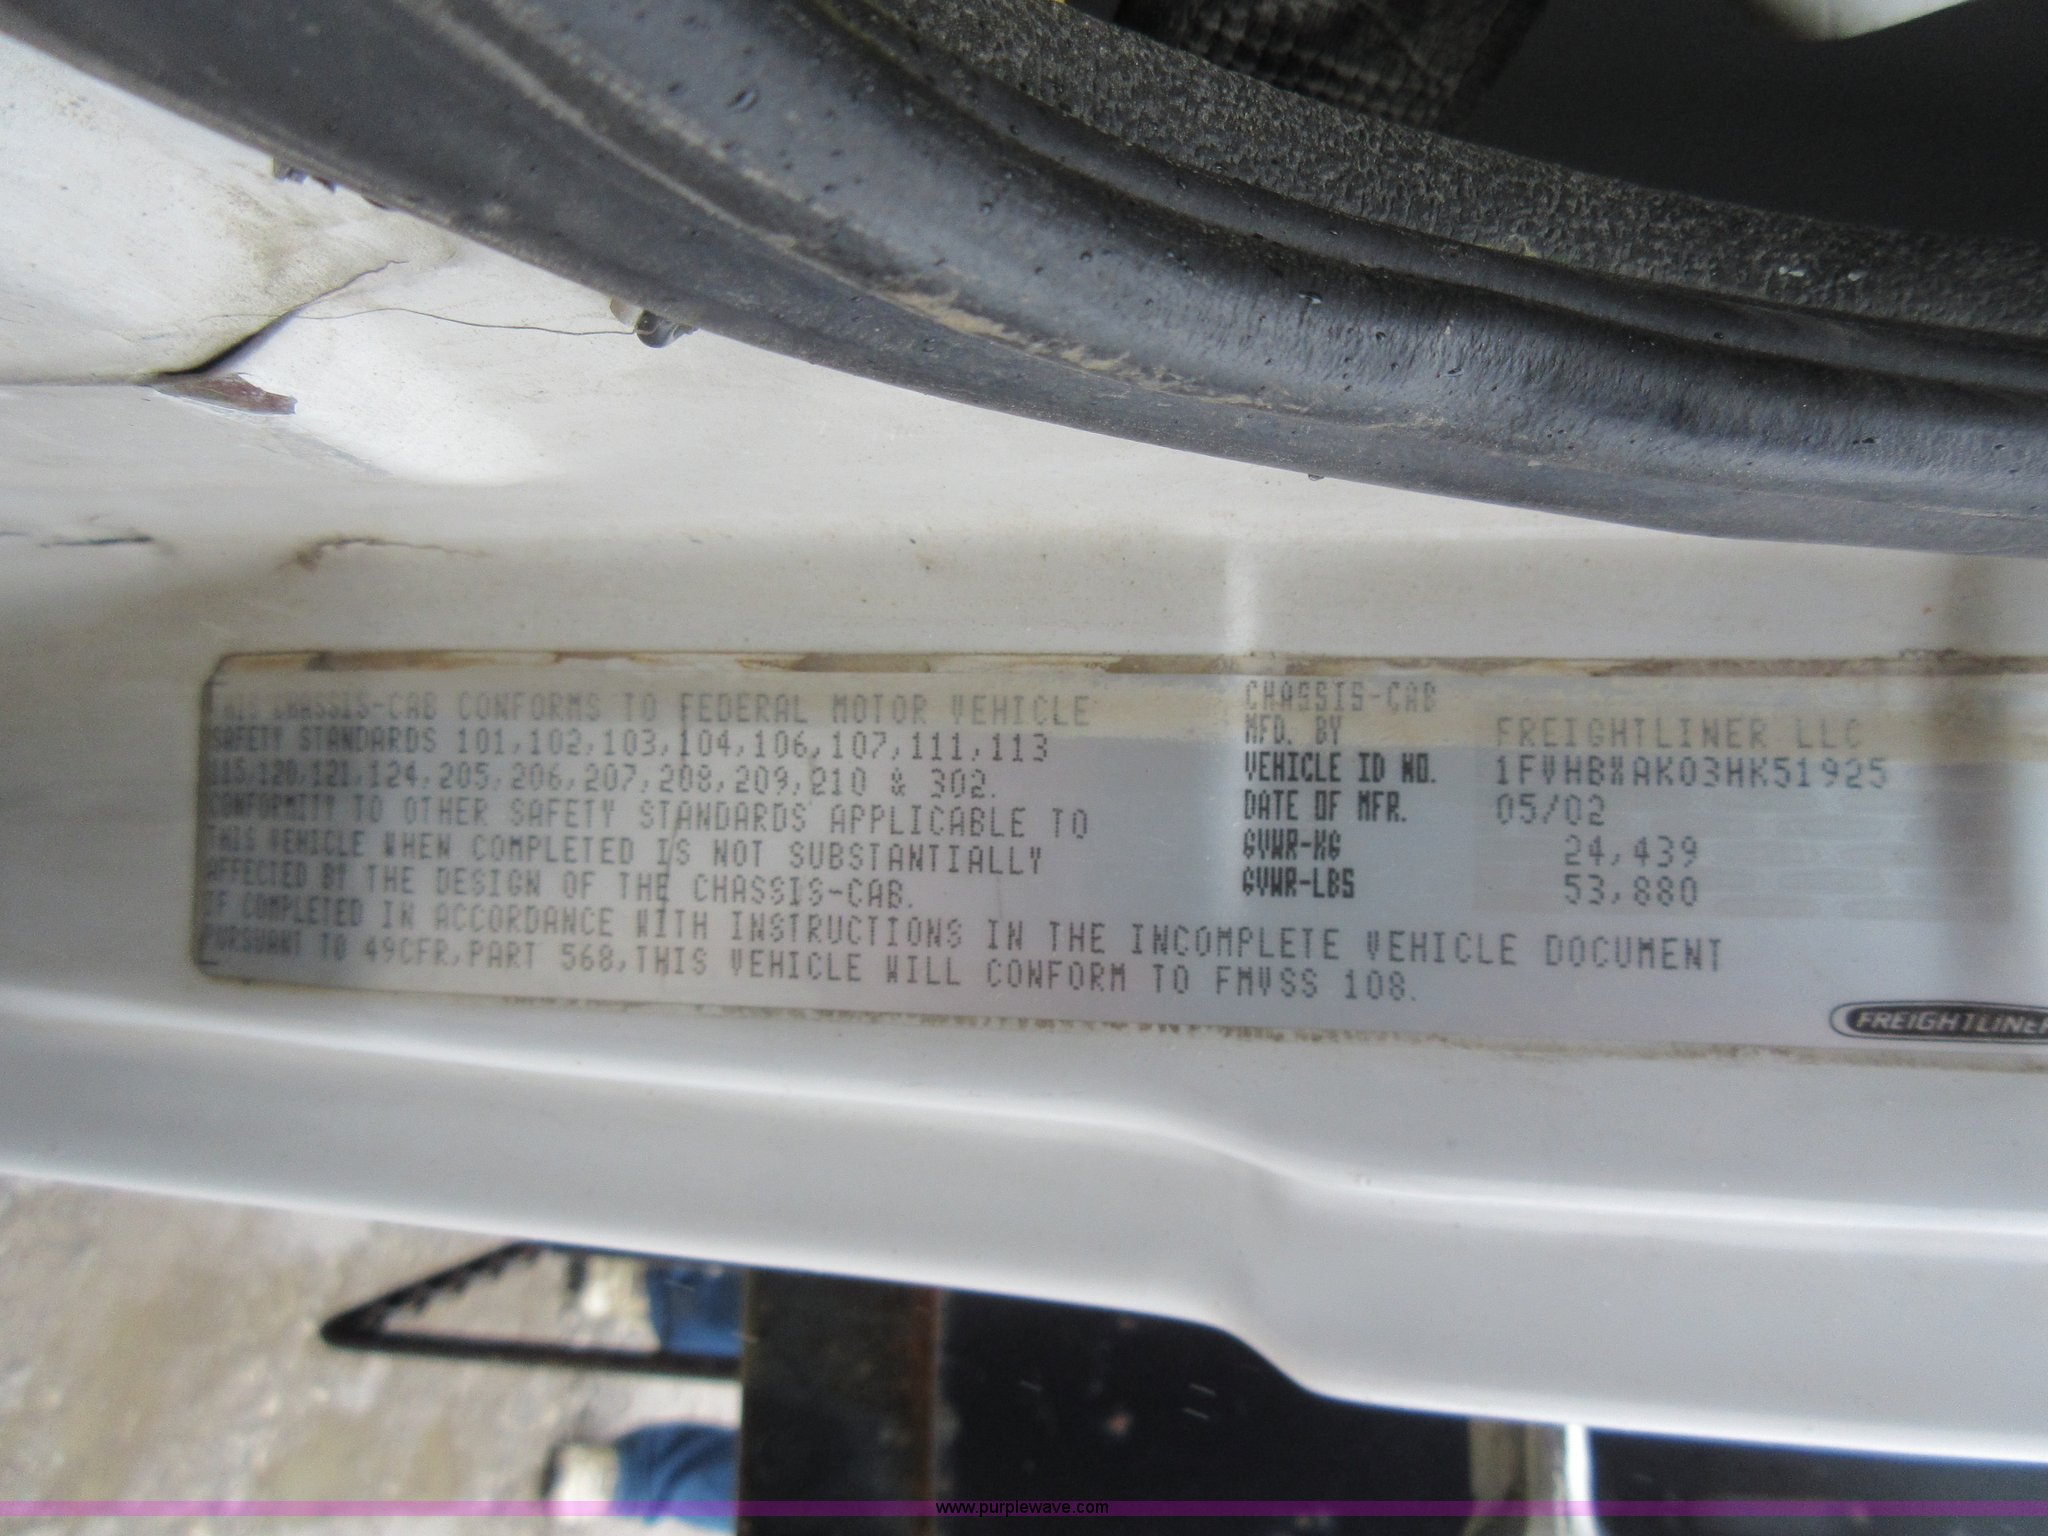 THIS CHASSIS-CAB CONFORMS TO FEDERAL MOTOR VEHICLE
SAFETY STANDARDS 101,102,103,104,106,107,111,113
115,120,121,124,205,206,207,208,209,210 & 302.
CONFORMITY TO OTHER SAFETY STANDARDS APPLICABLE TO
THIS VEHICLE WHEN COMPLETED IS NOT SUBSTANTIALLY
AFFECTED BY THE DESIGN OF THE CHASSIS-CAB.
IF COMPLETED IN ACCORDANCE WITH INSTRUCTIONS IN THE INCOMPLETE VEHICLE DOCUMENT
PURSUANT TO 49CFR,PART 568,THIS VEHICLE WILL CONFORM TO FMVSS 108.
CHASSIS-CAB
MFD. BY FREIGHTLINER LLC
VEHICLE ID NO. 1FVHBXAK03HK51925
DATE OF MFR. 05/02
GVWR-KG 24,439
GVWR-LBS 53,880
FREIGHTLINER
www.purplewave.com